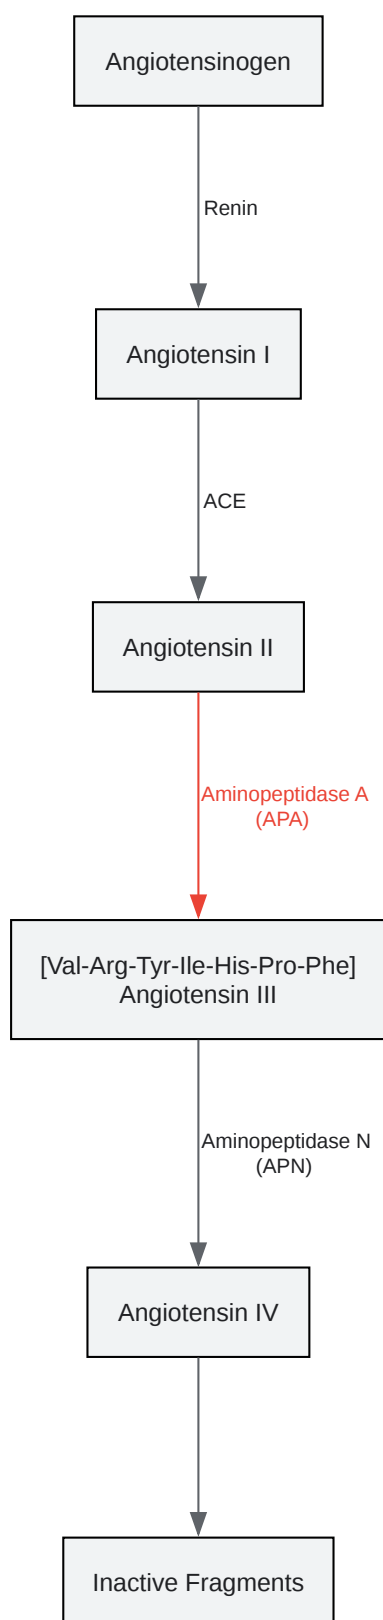 Angiotensinogen
Renin
Angiotensin I
ACE
Angiotensin II
Aminopeptidase A
(APA)
[Val-Arg-Tyr-Ile-His-Pro-Phe]
Angiotensin III
Aminopeptidase N
(APN)
Angiotensin IV
Inactive Fragments